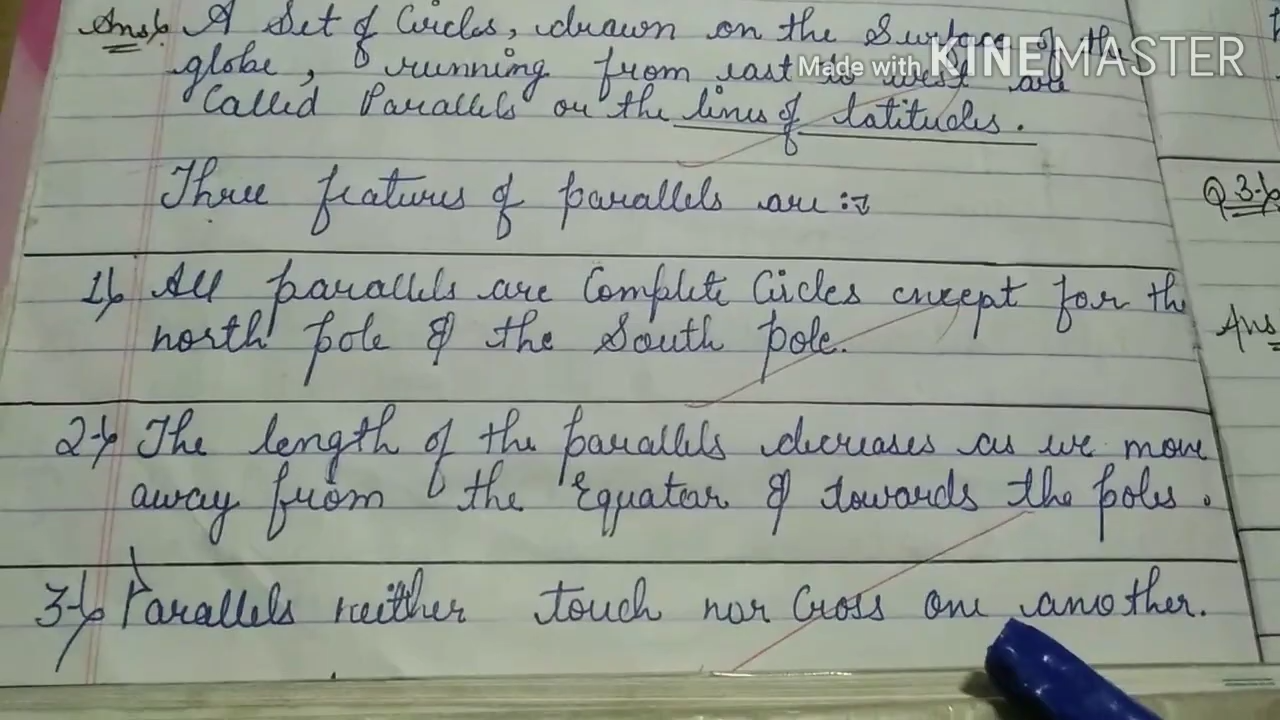 Ans:- A Set of Circles, drawn on the Surface of the
globe, running from east to west are
Called Parallels or the lines of latitudes.
Made with KINEMASTER
Three features of parallels are :-
Q 3-
1- All parallels are Complete Circles except for the
north pole & the South pole.
Ans
2- The length of the parallels decreases as we move
away from the Equator & towards the poles.
3- Parallels neither touch nor Cross one another.